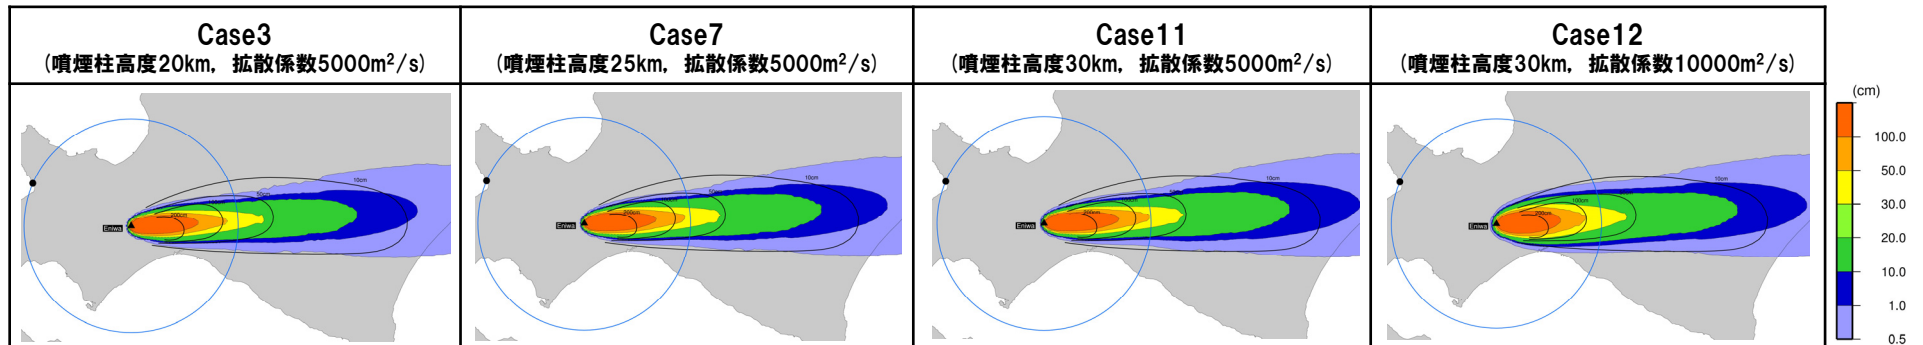 Case3
(噴煙柱高度20km, 拡散係数5000m²/s)
Case7
(噴煙柱高度25km, 拡散係数5000m²/s)
Case11
(噴煙柱高度30km, 拡散係数5000m²/s)
Case12
(噴煙柱高度30km, 拡散係数10000m²/s)
10cm
50cm
200cm
Eniwa
10cm
200cm
Eniwa
10cm
Eniwa
10cm
100cm
200cm
Eniwa
(cm)
100.0
50.0
30.0
20.0
10.0
1.0
0.5